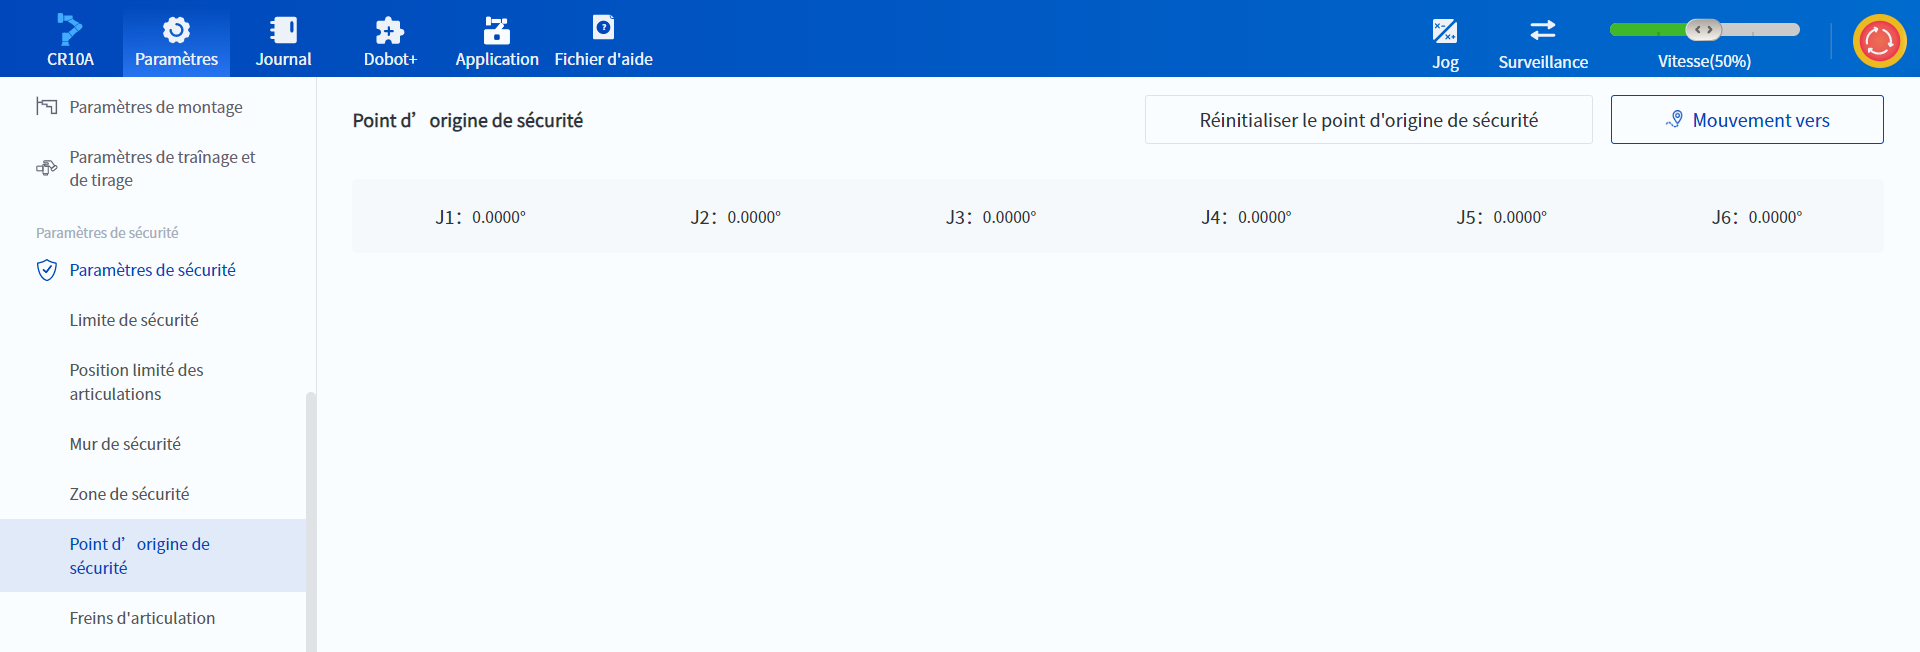 CR10A
Paramètres
Journal
Dobot+
Application
Fichier d'aide
Jog
Surveillance
Vitesse(50%)
Paramètres de montage
Paramètres de traînage et
de tirage
Paramètres de sécurité
Paramètres de sécurité
Limite de sécurité
Position limité des
articulations
Mur de sécurité
Zone de sécurité
Point d’origine de
sécurité
Freins d'articulation
Point d’origine de sécurité
Réinitialiser le point d'origine de sécurité
Mouvement vers
J1： 0.0000°
J2： 0.0000°
J3： 0.0000°
J4： 0.0000°
J5： 0.0000°
J6： 0.0000°